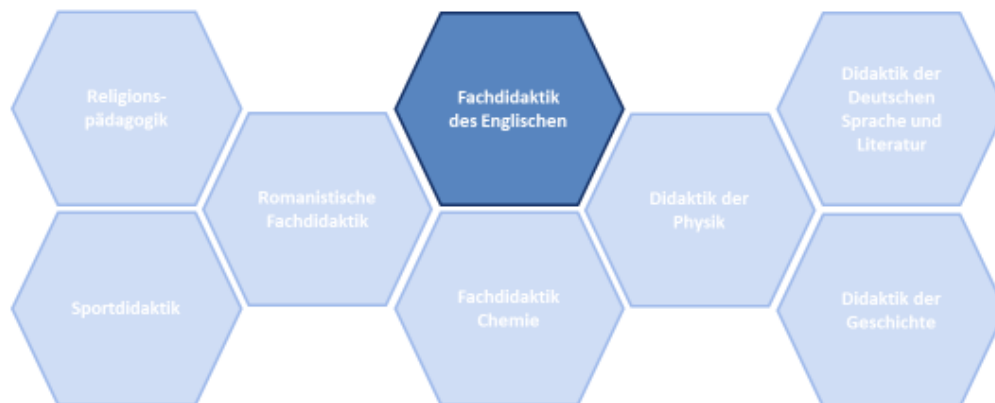 Religions-
pädagogik
Fachdidaktik
des Englischen
Didaktik der
Deutschen
Sprache und
Literatur
Romanistische
Fachdidaktik
Didaktik der
Physik
Sportdidaktik
Fachdidaktik
Chemie
Didaktik der
Geschichte